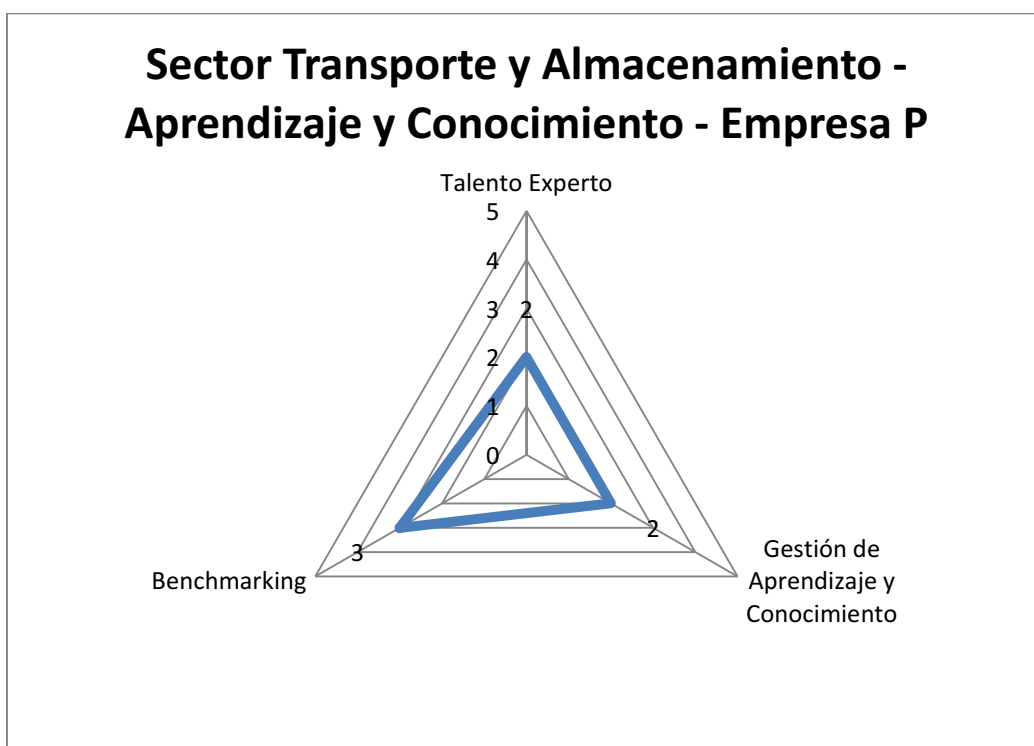 Sector Transporte y Almacenamiento -
Aprendizaje y Conocimiento - Empresa P
Talento Experto
5
4
3 2
2
1
0
2
3
Benchmarking
Gestión de
Aprendizaje y
Conocimiento